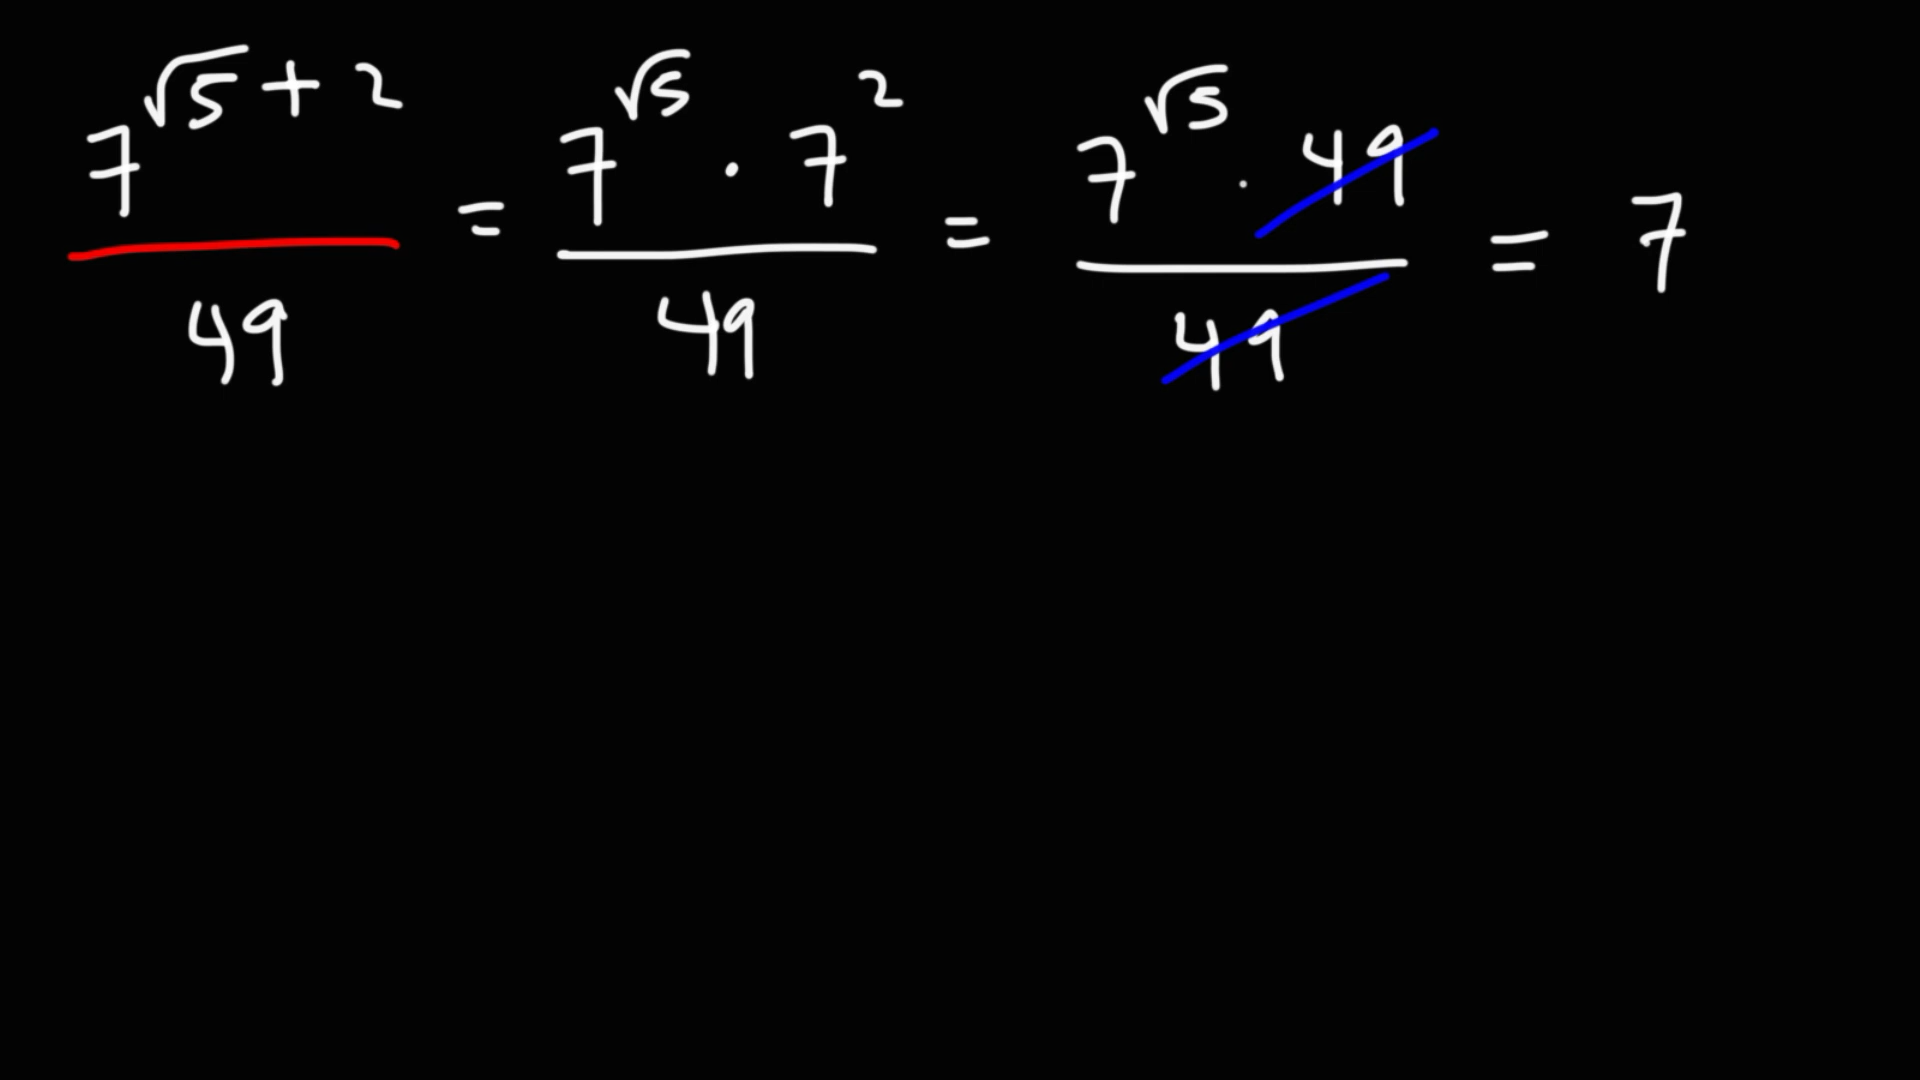 7^{√5 + 2} / 49 = 7^{√5} · 7^2 / 49 = 7^{√5} · 49 / 49 = 7